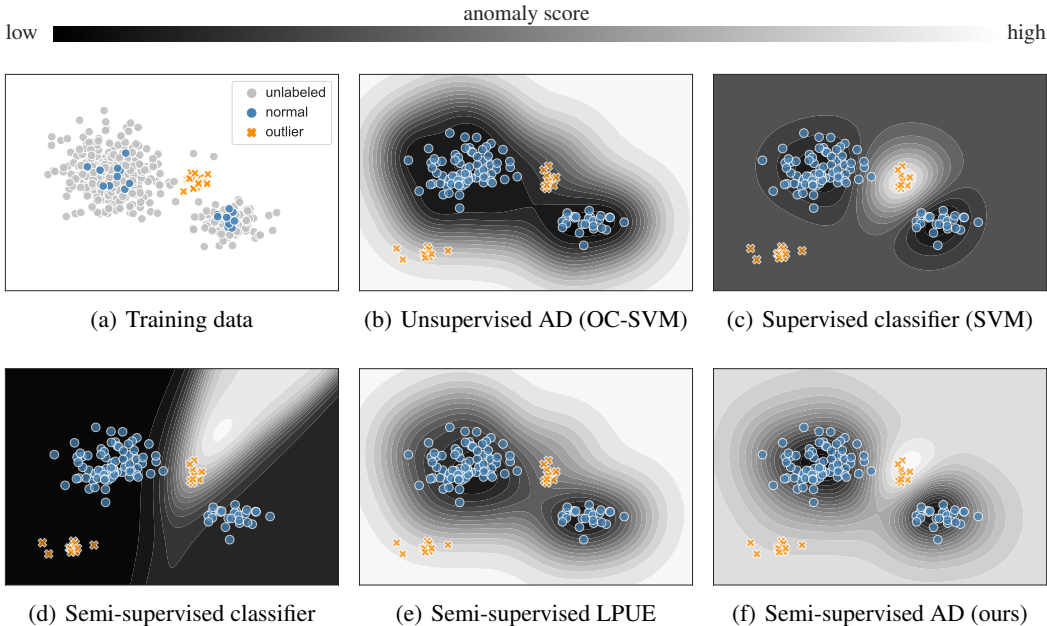 anomaly score
low high
unlabeled
normal
outlier
(a) Training data
(b) Unsupervised AD (OC-SVM)
(c) Supervised classifier (SVM)
(d) Semi-supervised classifier
(e) Semi-supervised LPUE
(f) Semi-supervised AD (ours)